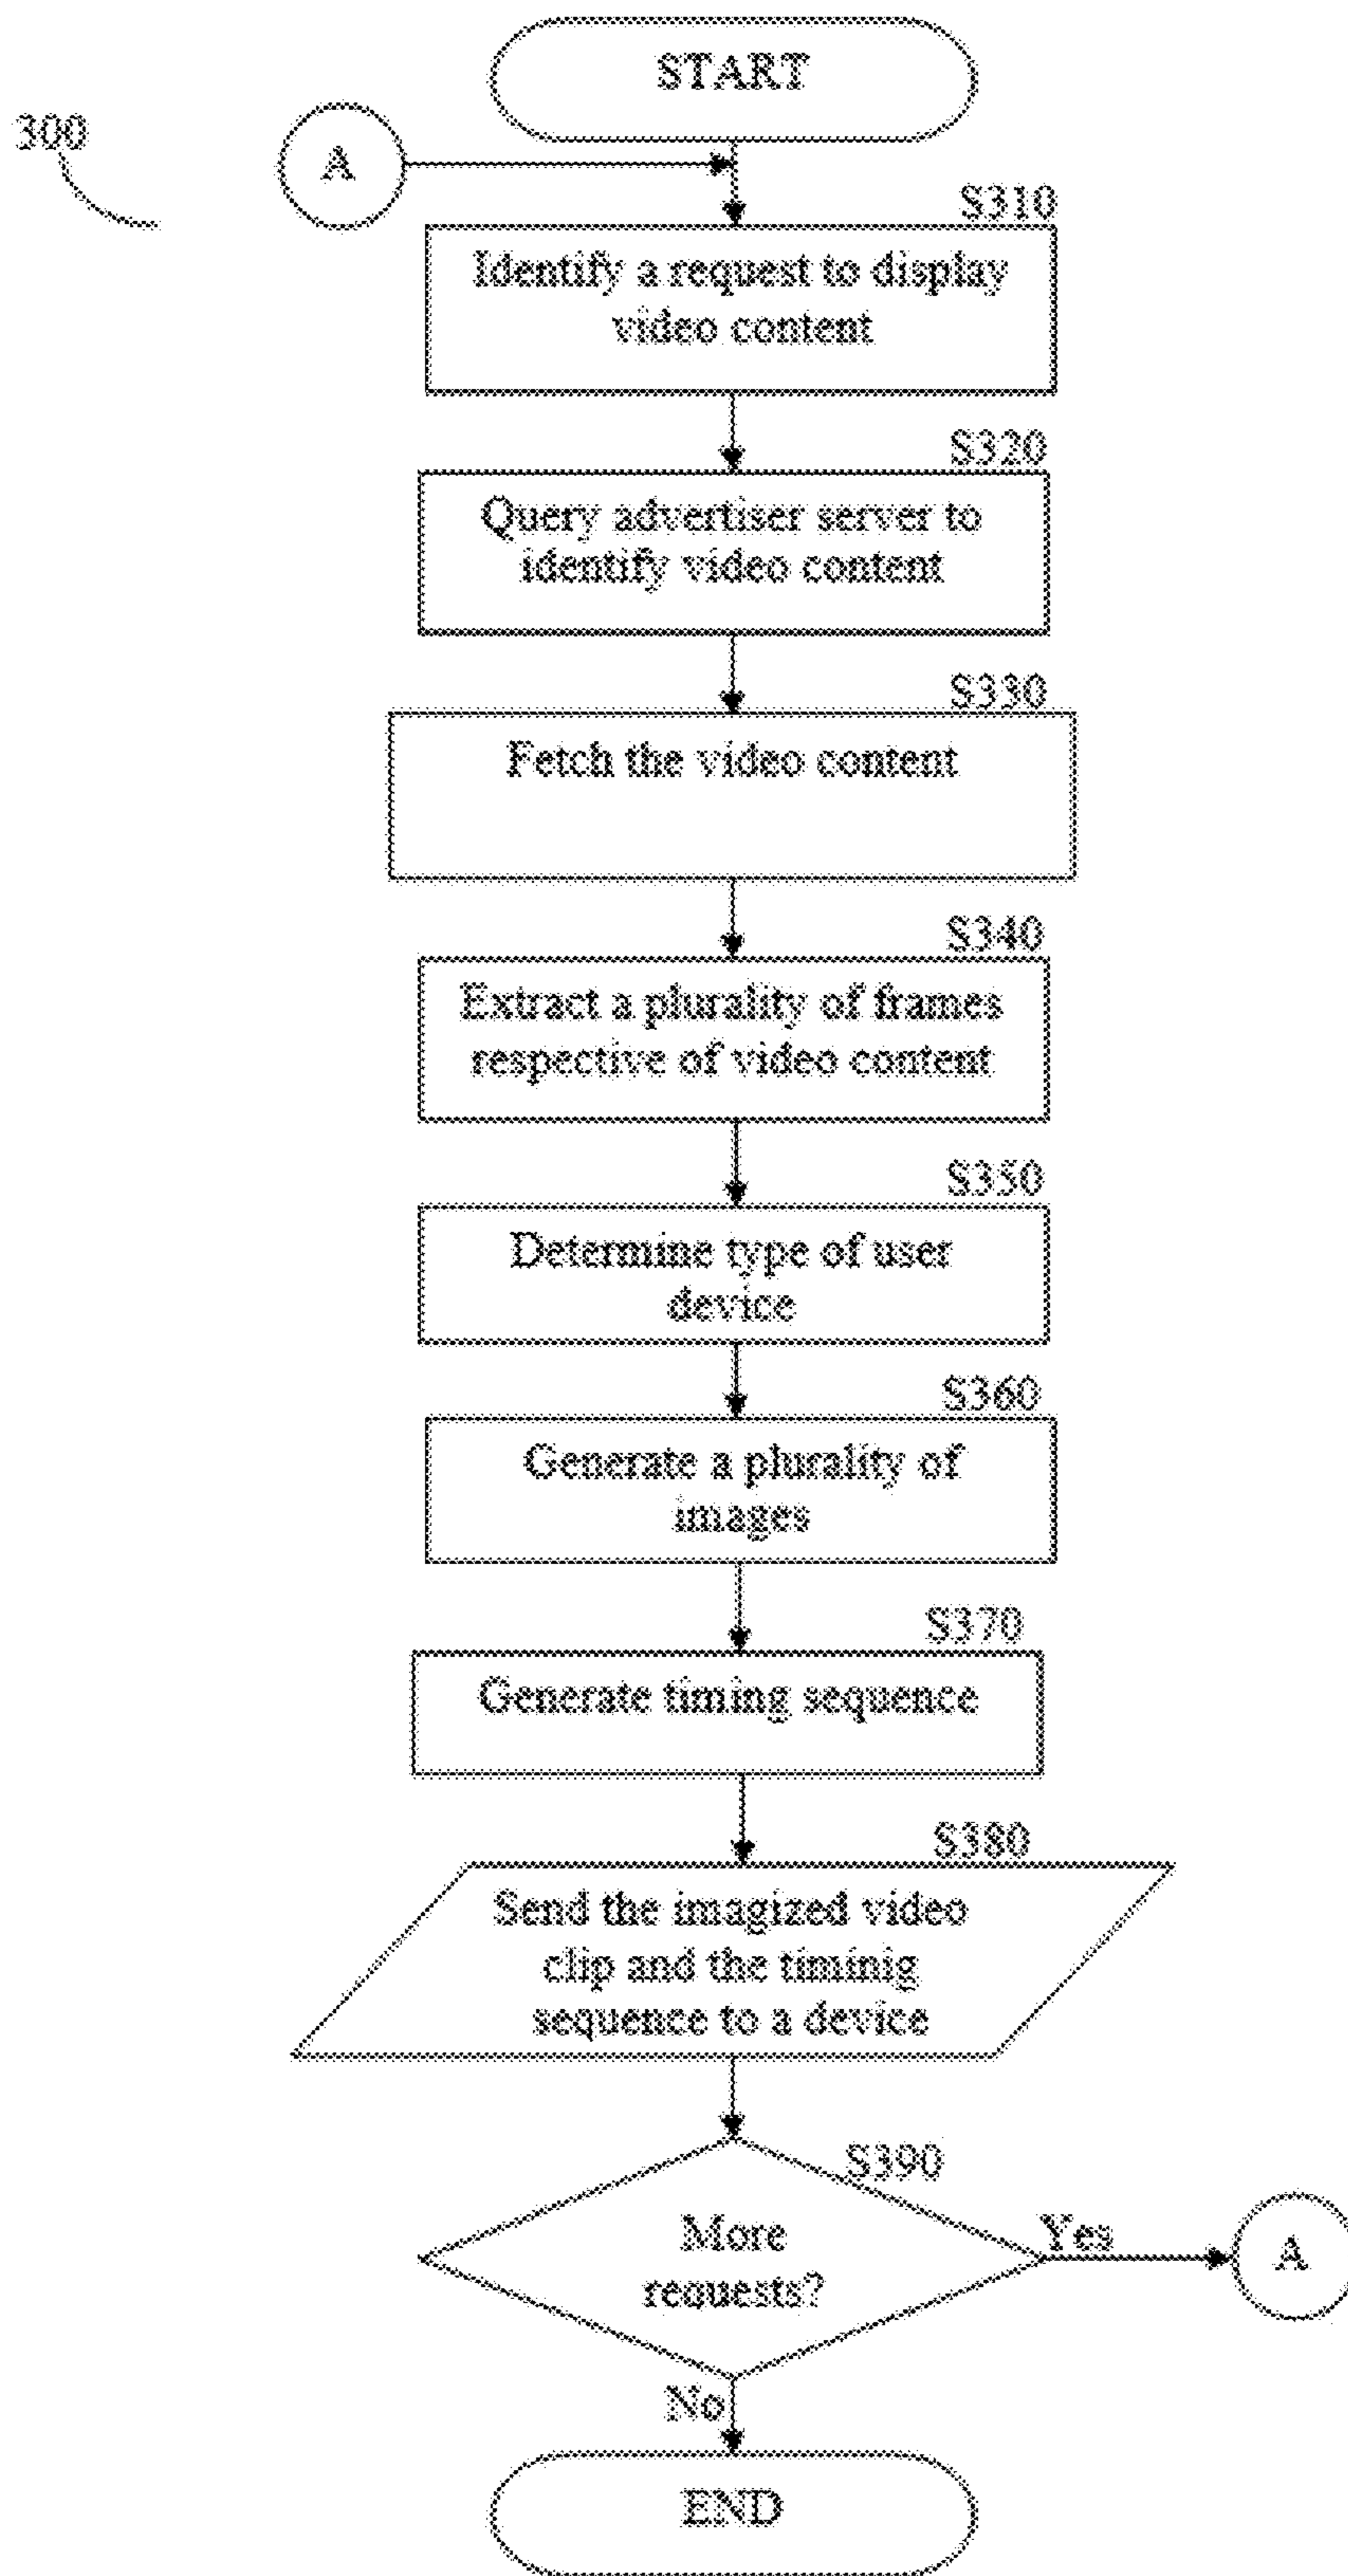 START
300
A
S310
Identify a request to display
video content
S320
Query advertiser server to
identify video content
S330
Fetch the video content
S340
Extract a plurality of frames
respective of video content
S350
Determine type of user
device
S360
Generate a plurality of
images
S370
Generate timing sequence
S380
Send the imagized video
clip and the timinig
sequence to a device
S390
More
requests?
Yes
A
No
END